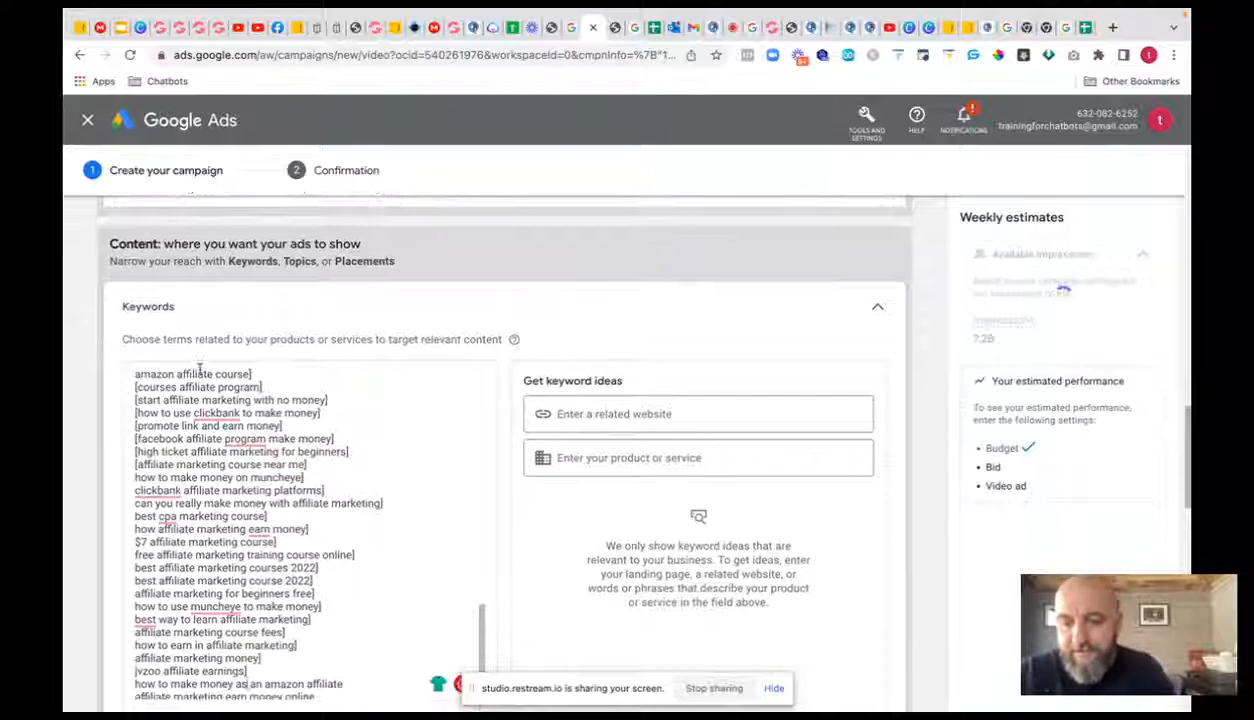 ads.google.com/aw/campaigns/new/video?ocid=540261976&workspaceId=0&cmpnInfo=%7B"1...
Apps
Chatbots
Other Bookmarks
Google Ads
TOOLS AND SETTINGS
HELP
NOTIFICATIONS
632-082-6252
trainingforchatbots@gmail.com
t
1 Create your campaign
2 Confirmation
Content: where you want your ads to show
Narrow your reach with Keywords, Topics, or Placements
Keywords
Choose terms related to your products or services to target relevant content
amazon affiliate course]
[courses affiliate program]
[start affiliate marketing with no money]
[how to use clickbank to make money]
[promote link and earn money]
[facebook affiliate program make money]
[high ticket affiliate marketing for beginners]
[affiliate marketing course near me]
how to make money on muncheye]
clickbank affiliate marketing platforms]
can you really make money with affiliate marketing]
best cpa marketing course]
how affiliate marketing earn money]
$7 affiliate marketing course]
free affiliate marketing training course online]
best affiliate marketing courses 2022]
best affiliate marketing course 2022]
affiliate marketing for beginners free]
how to use muncheye to make money]
best way to learn affiliate marketing]
affiliate marketing course fees]
how to earn in affiliate marketing]
affiliate marketing money]
jvzoo affiliate earnings]
how to make money as an amazon affiliate
affiliate marketing earn money online
Get keyword ideas
Enter a related website
Enter your product or service
We only show keyword ideas that are
relevant to your business. To get ideas, enter
your landing page, a related website, or
words or phrases that describe your product
or service in the field above.
Weekly estimates
Available impressions
7.2B
Your estimated performance
To see your estimated performance,
enter the following settings:
Budget
Bid
Video ad
studio.restream.io is sharing your screen.
Stop sharing
Hide